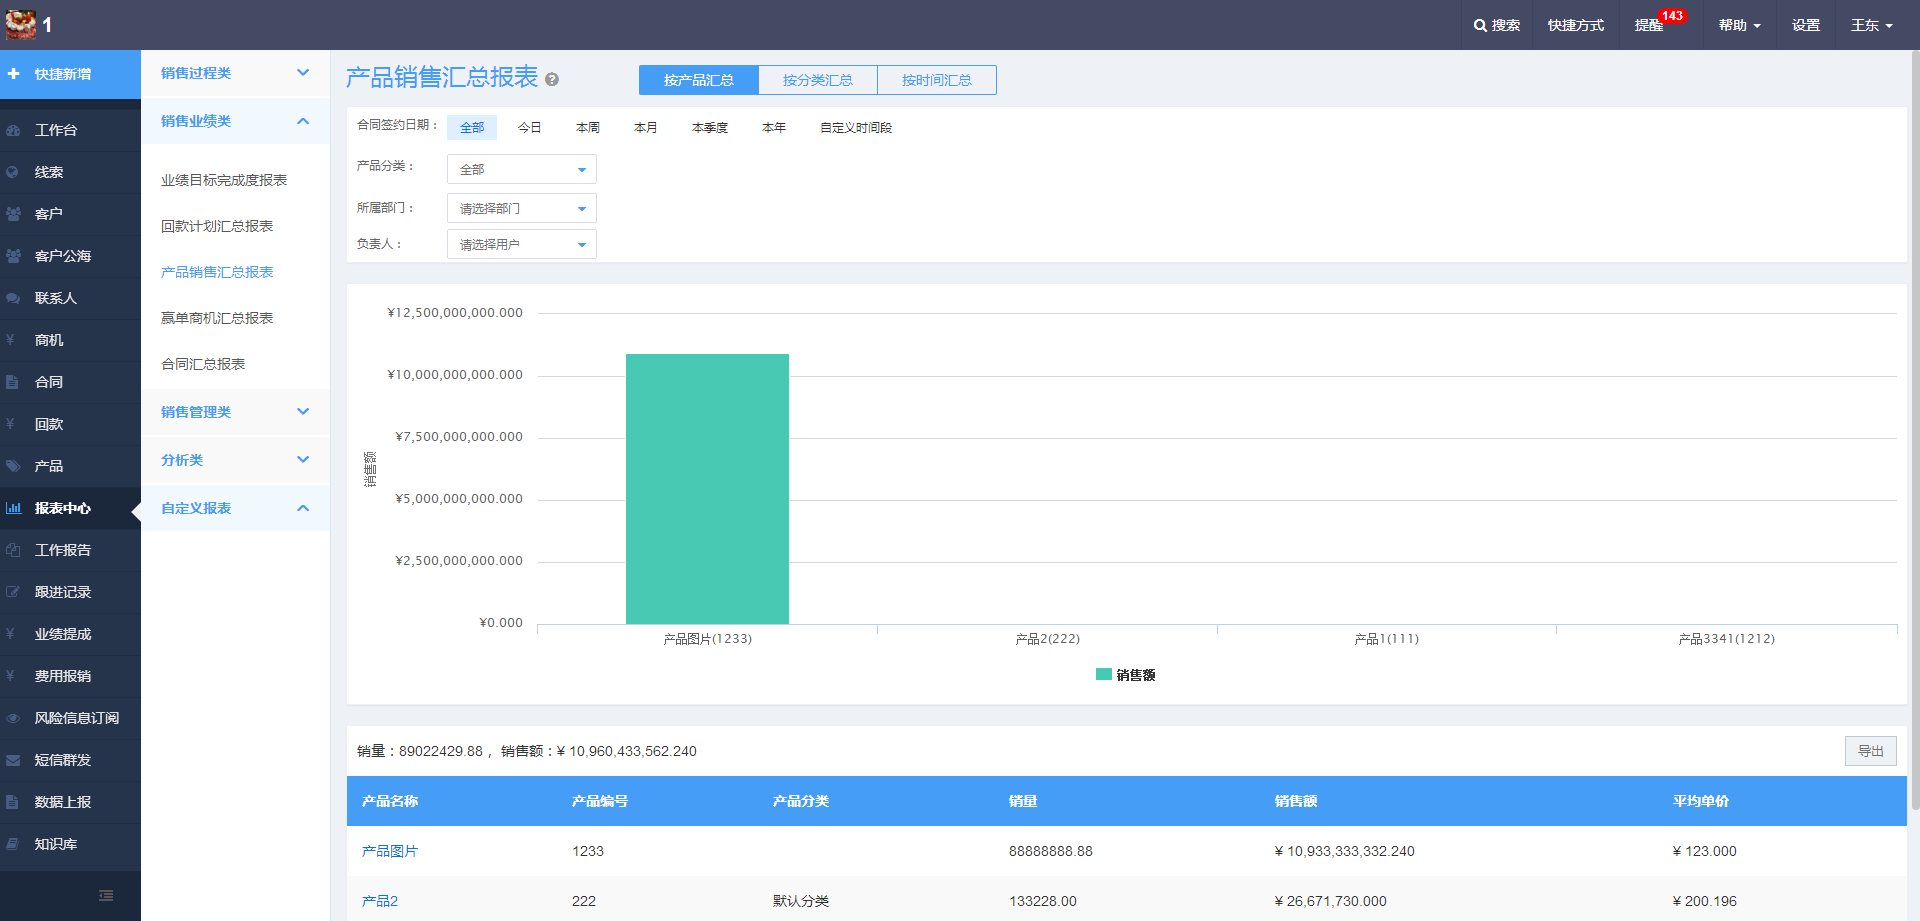 1
搜索
快捷方式
提醒
143
帮助
设置
王东
快捷新增
工作台
线索
客户
客户公海
联系人
商机
合同
回款
产品
报表中心
工作报告
跟进记录
业绩提成
费用报销
风险信息订阅
短信群发
数据上报
知识库
销售过程类
销售业绩类
业绩目标完成度报表
回款计划汇总报表
产品销售汇总报表
赢单商机汇总报表
合同汇总报表
销售管理类
分析类
自定义报表
产品销售汇总报表
按产品汇总
按分类汇总
按时间汇总
合同签约日期：
全部
今日
本周
本月
本季度
本年
自定义时间段
产品分类：
全部
所属部门：
请选择部门
负责人：
请选择用户
¥12,500,000,000.000
¥10,000,000,000.000
¥7,500,000,000.000
¥5,000,000,000.000
¥2,500,000,000.000
¥0.000
销售额
产品图片(1233)
产品2(222)
产品1(111)
产品3341(1212)
销售额
销量：89022429.88， 销售额：¥ 10,960,433,562.240
导出
产品名称 产品编号 产品分类 销量 销售额 平均单价
产品图片 1233 88888888.88 ¥ 10,933,333,332.240 ¥ 123.000
产品2 222 默认分类 133228.00 ¥ 26,671,730.000 ¥ 200.196